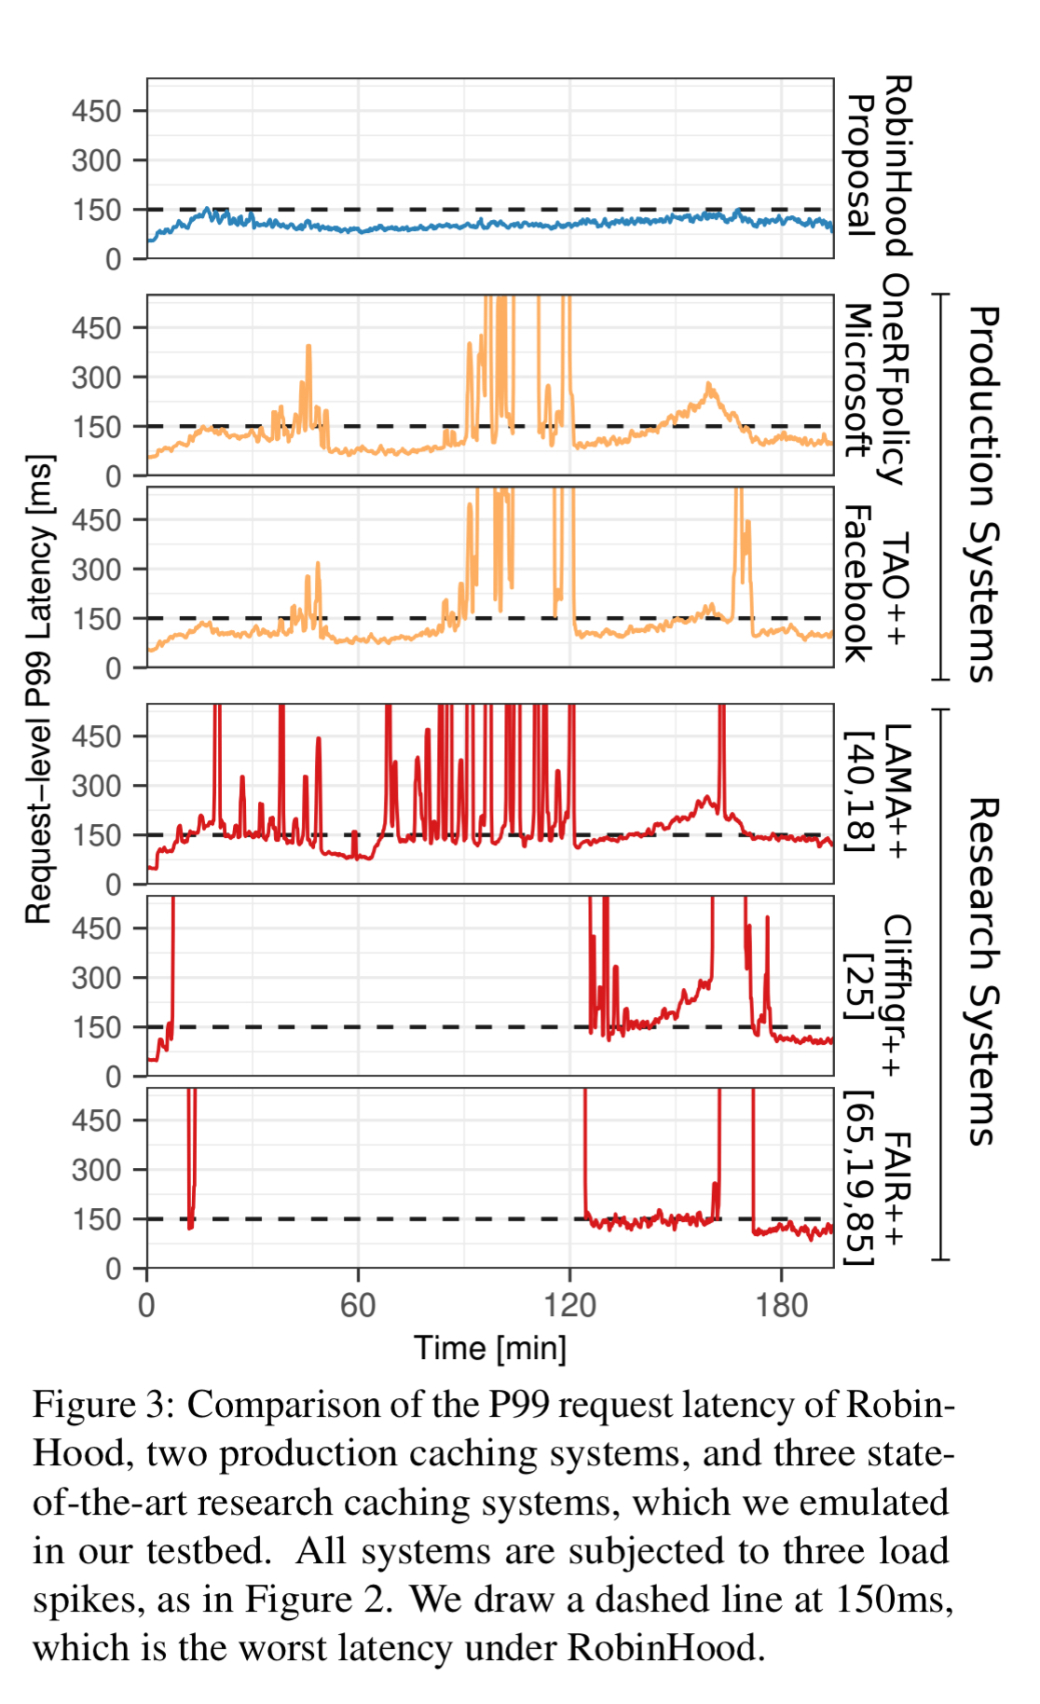 Request-level P99 Latency [ms]
450
300
150
0
RobinHood
Proposal
450
300
150
0
OneRFpolicy
Microsoft
450
300
150
0
TAO++
Facebook
Production Systems
450
300
150
0
LAMA++
[40,18]
450
300
150
0
Cliffhgr++
[25]
450
300
150
0
FAIR++
[65,19,85]
Research Systems
0 60 120 180
Time [min]
Figure 3: Comparison of the P99 request latency of Robin-
Hood, two production caching systems, and three state-
of-the-art research caching systems, which we emulated
in our testbed. All systems are subjected to three load
spikes, as in Figure 2. We draw a dashed line at 150ms,
which is the worst latency under RobinHood.